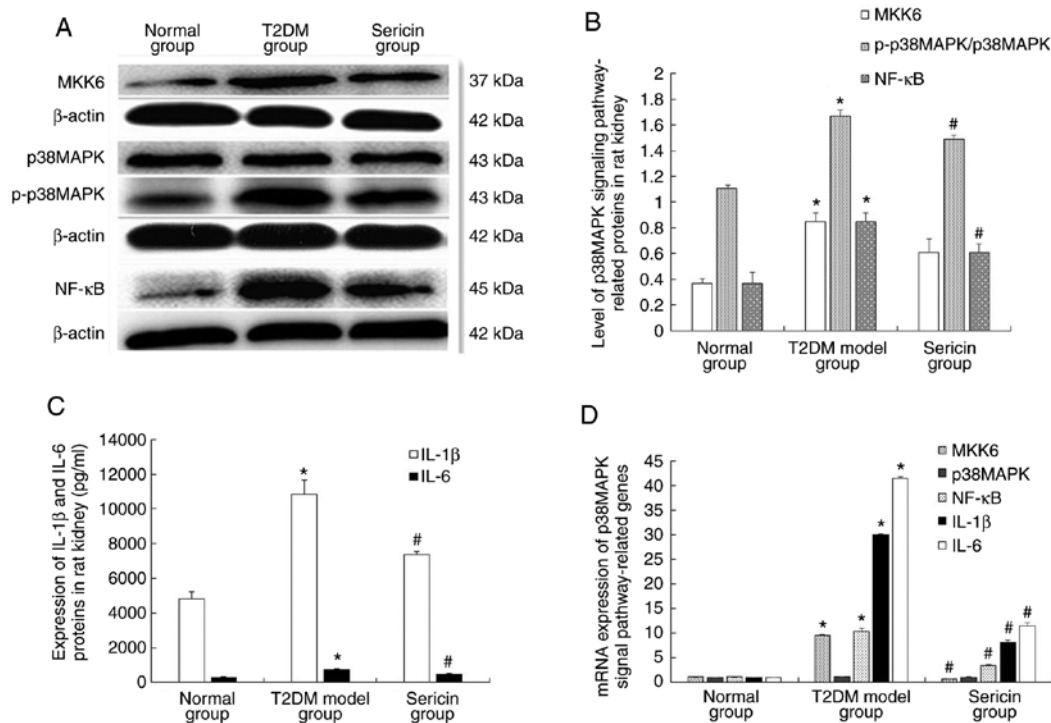 A
Normal group
T2DM group
Sericin group
MKK6
37 kDa
β-actin
42 kDa
p38MAPK
43 kDa
p-p38MAPK
43 kDa
β-actin
42 kDa
NF-κB
45 kDa
β-actin
42 kDa
B
MKK6
p-p38MAPK/p38MAPK
NF-κB
Level of p38MAPK signaling pathway-
related proteins in rat kidney
2
1.8
1.6
1.4
1.2
1
0.8
0.6
0.4
0.2
0
*
*
*
#
#
Normal
group
T2DM model
group
Sericin
group
C
IL-1β
IL-6
Expression of IL-1β and IL-6
proteins in rat kidney (pg/ml)
14000
12000
10000
8000
6000
4000
2000
0
*
*
#
#
Normal
group
T2DM model
group
Sericin
group
D
MKK6
p38MAPK
NF-κB
IL-1β
IL-6
mRNA expression of p38MAPK
signal pathway-related genes
45
40
35
30
25
20
15
10
5
0
*
*
*
*
#
#
#
#
Normal
group
T2DM model
group
Sericin
group